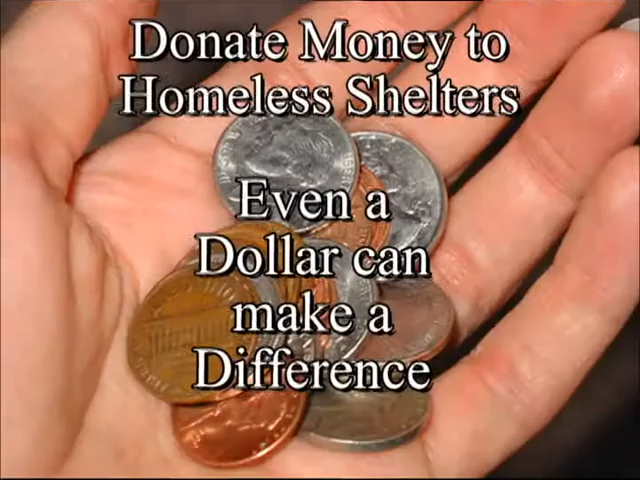 Donate Money to
Homeless Shelters
Even a
Dollar can
make a
Difference